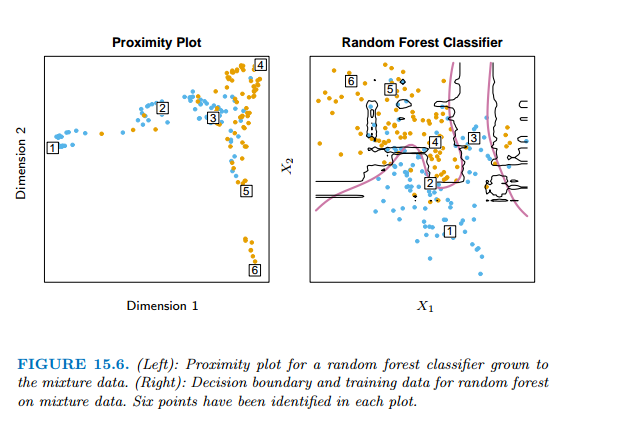 Proximity Plot
Random Forest Classifier
Dimension 2
X2
4
2
3
1
5
6
6
5
4
3
2
1
Dimension 1
X1
FIGURE 15.6. (Left): Proximity plot for a random forest classifier grown to
the mixture data. (Right): Decision boundary and training data for random forest
on mixture data. Six points have been identified in each plot.